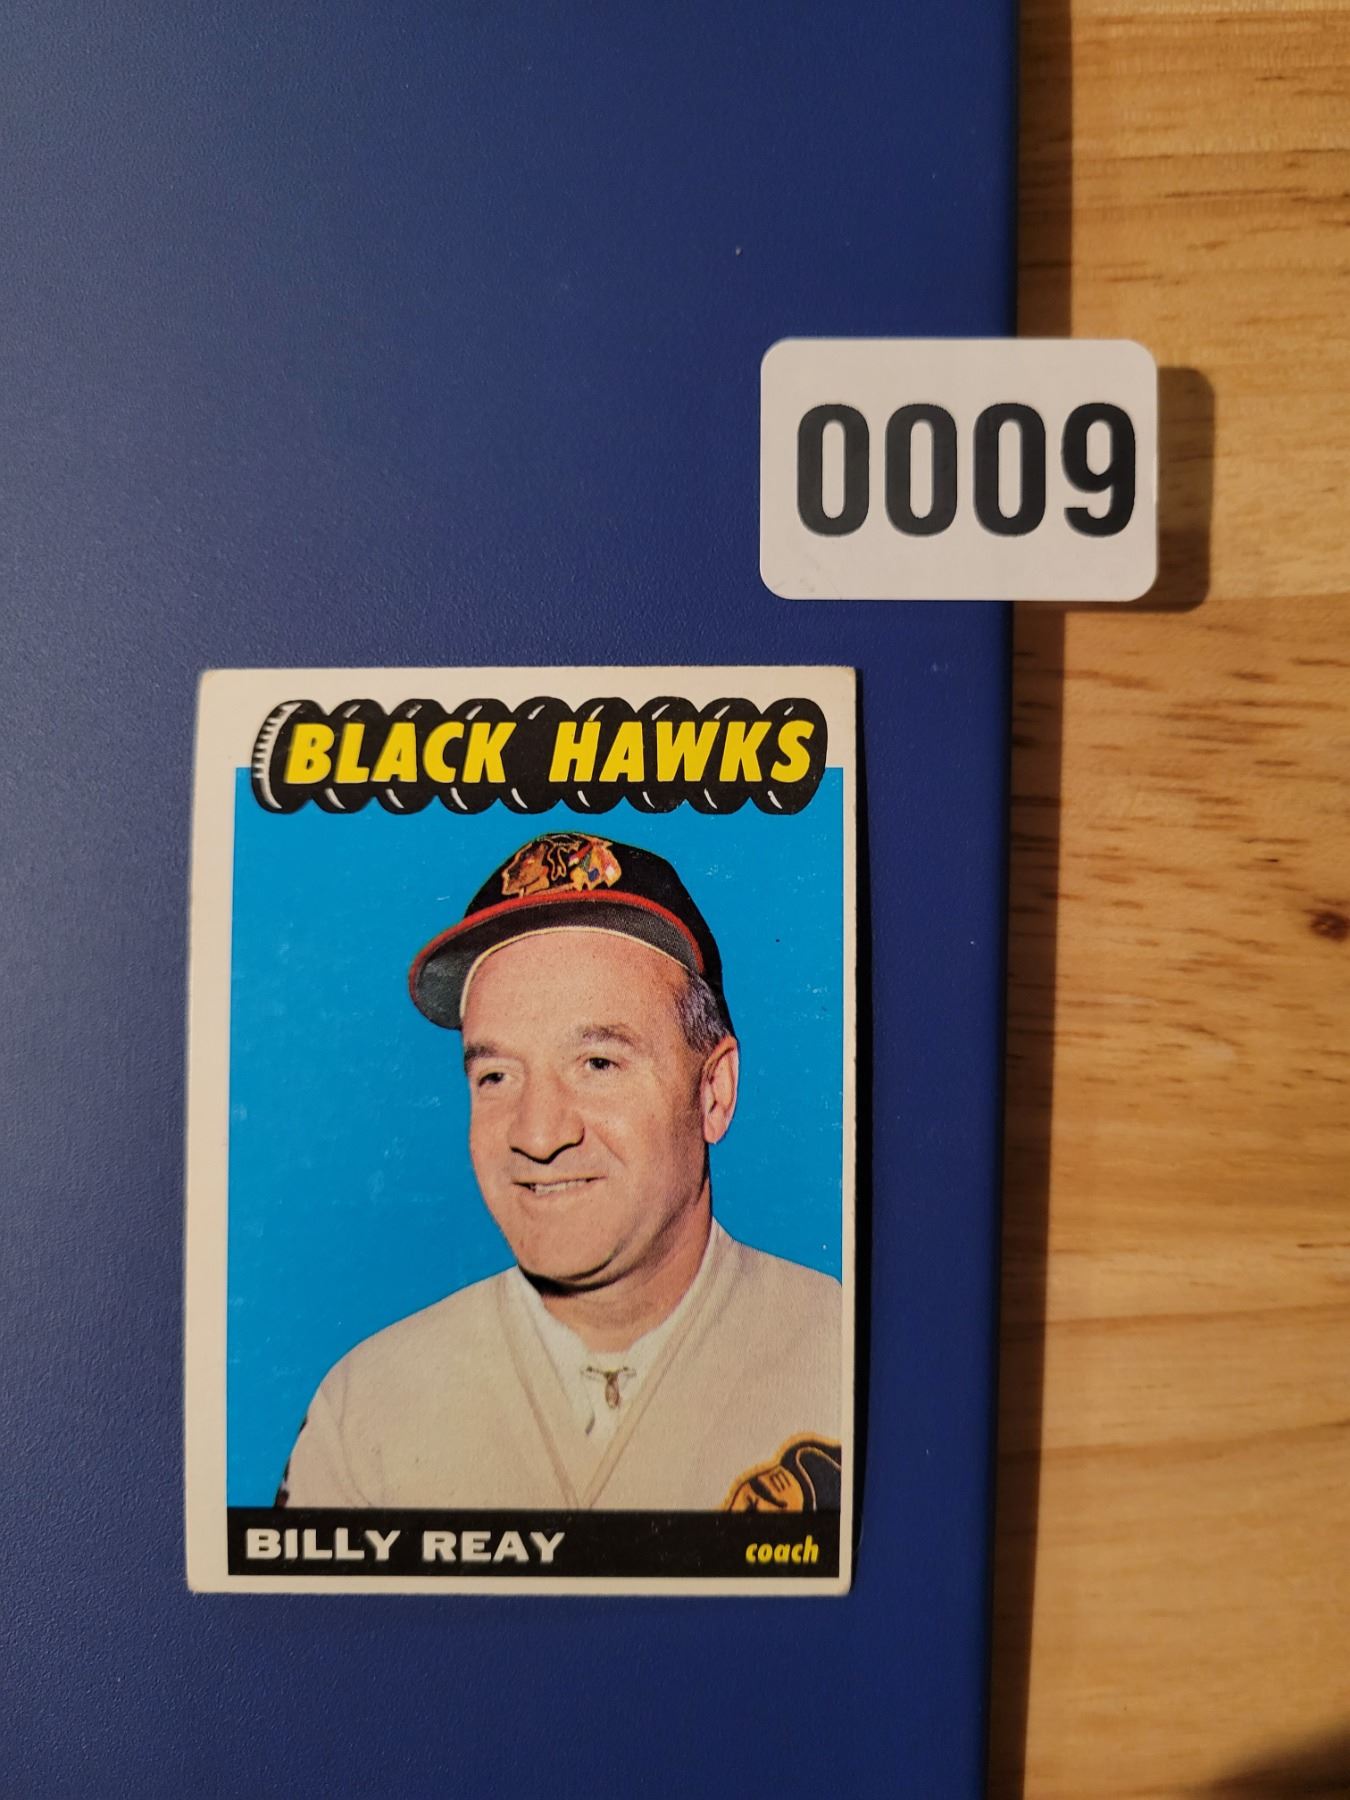 0009
BLACK HAWKS
BILLY REAY
coach